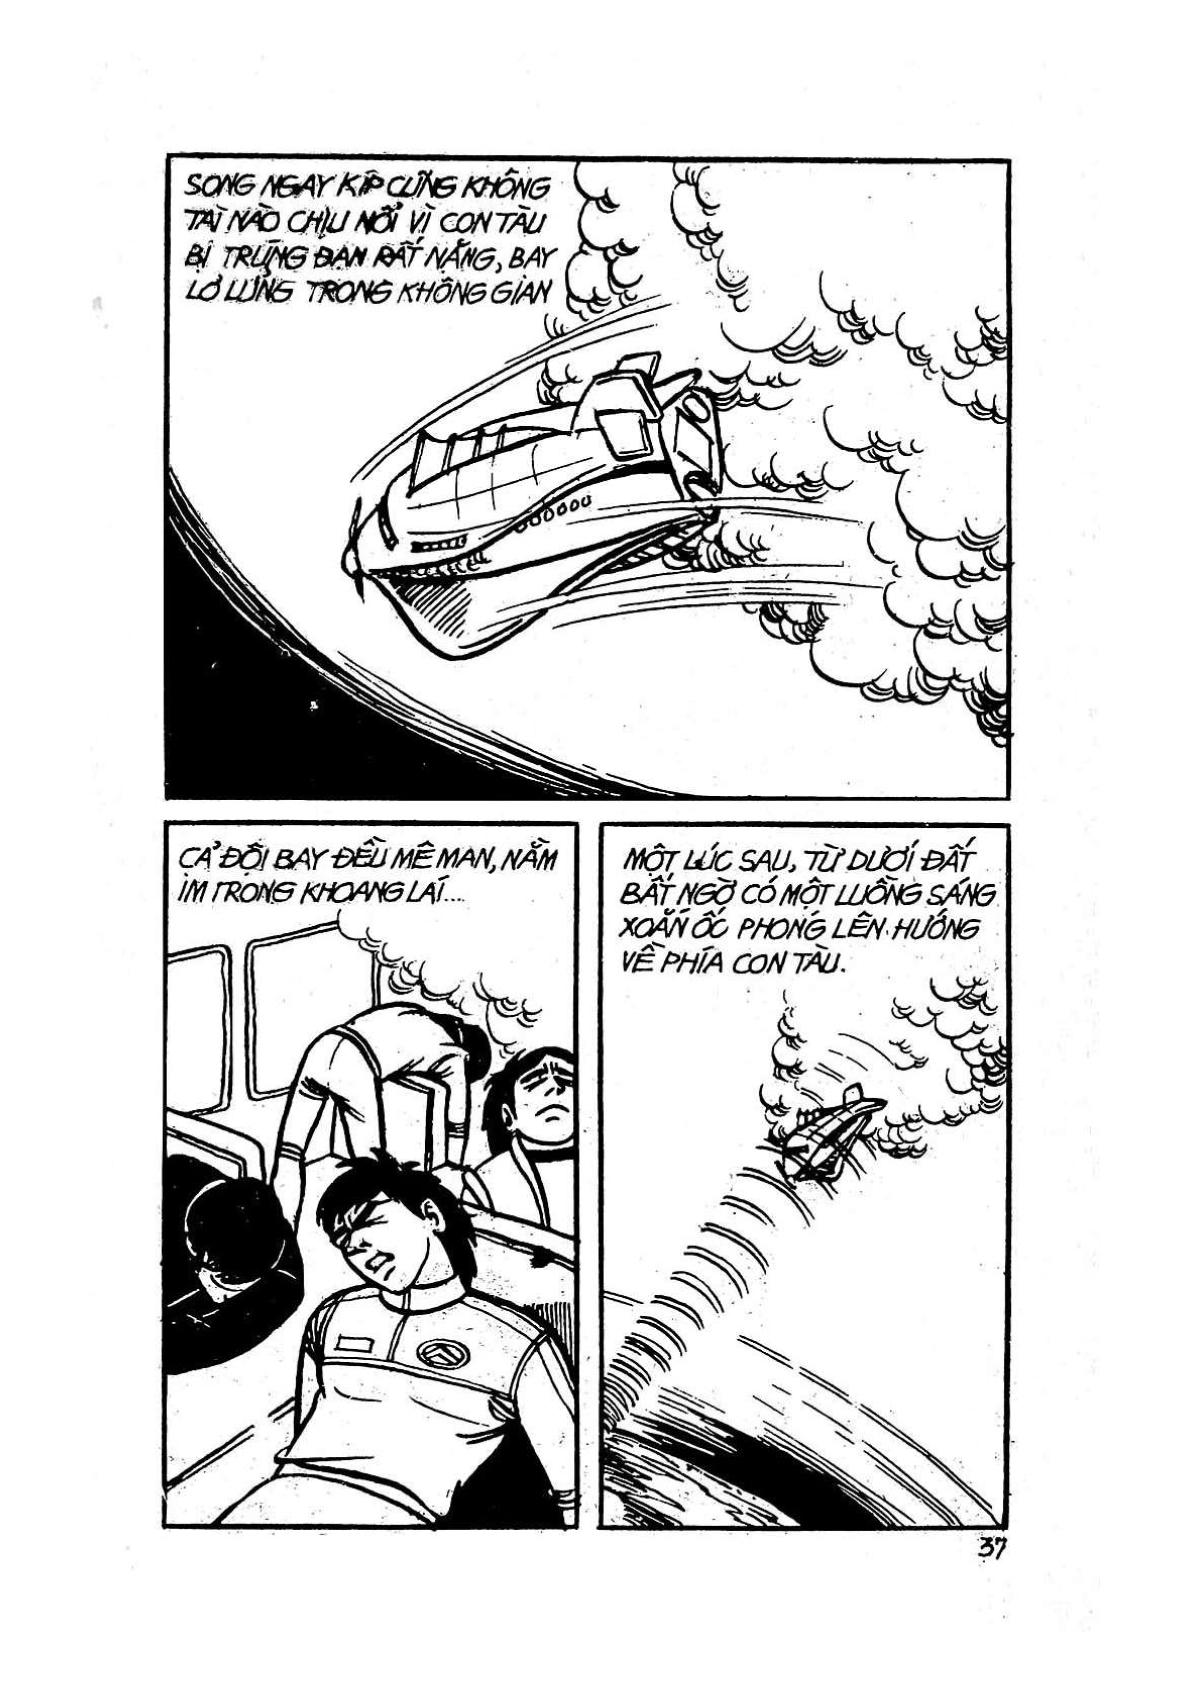 SONG NGAY KÍP CŨNG KHÔNG
TÀI NÀO CHỊU NỔI VÌ CON TÀU
BỊ TRÚNG ĐẠN RẤT NẶNG, BAY
LƠ LỬNG TRONG KHÔNG GIAN
CẢ ĐỘI BAY ĐỀU MÊ MAN, NẰM
IM TRONG KHOANG LÁI....
MỘT LÚC SAU, TỪ DƯỚI ĐẤT
BẤT NGỜ CÓ MỘT LUỒNG SÁNG
XOẮN ỐC PHÓNG LÊN HƯỚNG
VỀ PHÍA CON TÀU.
37